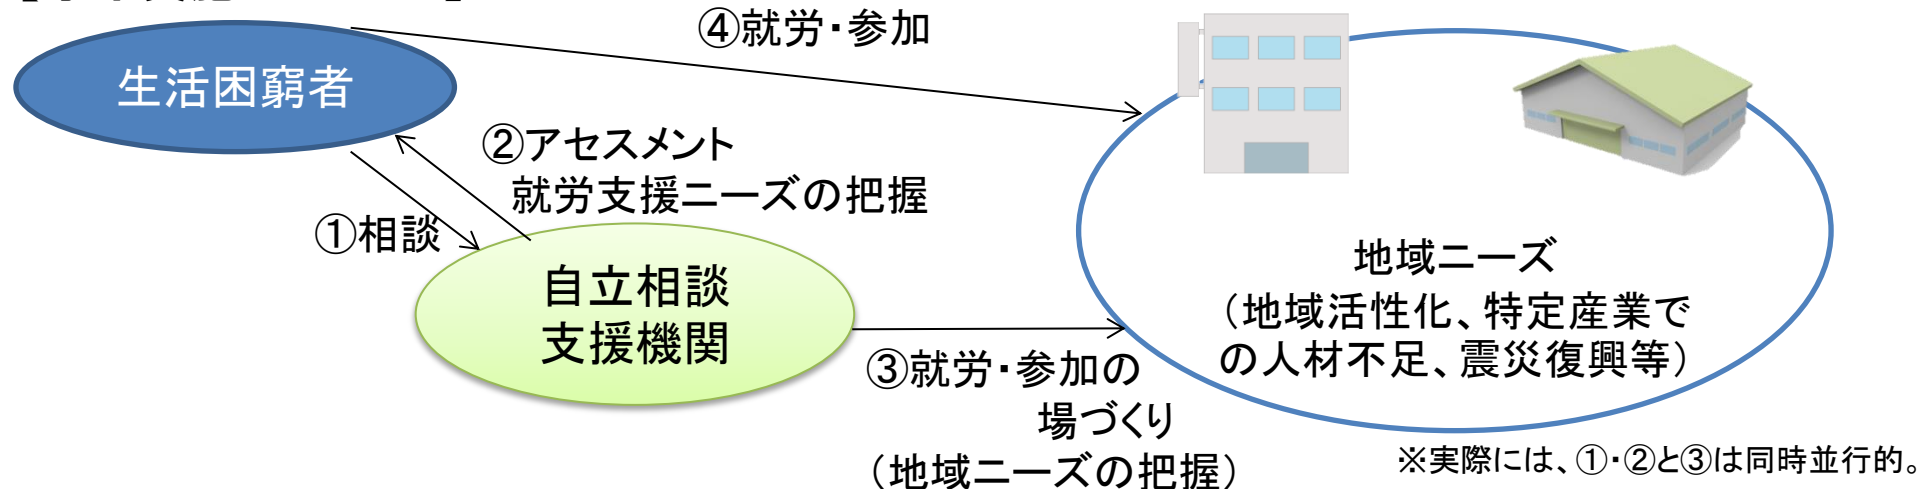 ④就労・参加
生活困窮者
②アセスメント
就労支援ニーズの把握
①相談
自立相談
支援機関
地域ニーズ
（地域活性化、特定産業で
の人材不足、震災復興等）
③就労・参加の
場づくり
（地域ニーズの把握）
※実際には、①・②と③は同時並行的。